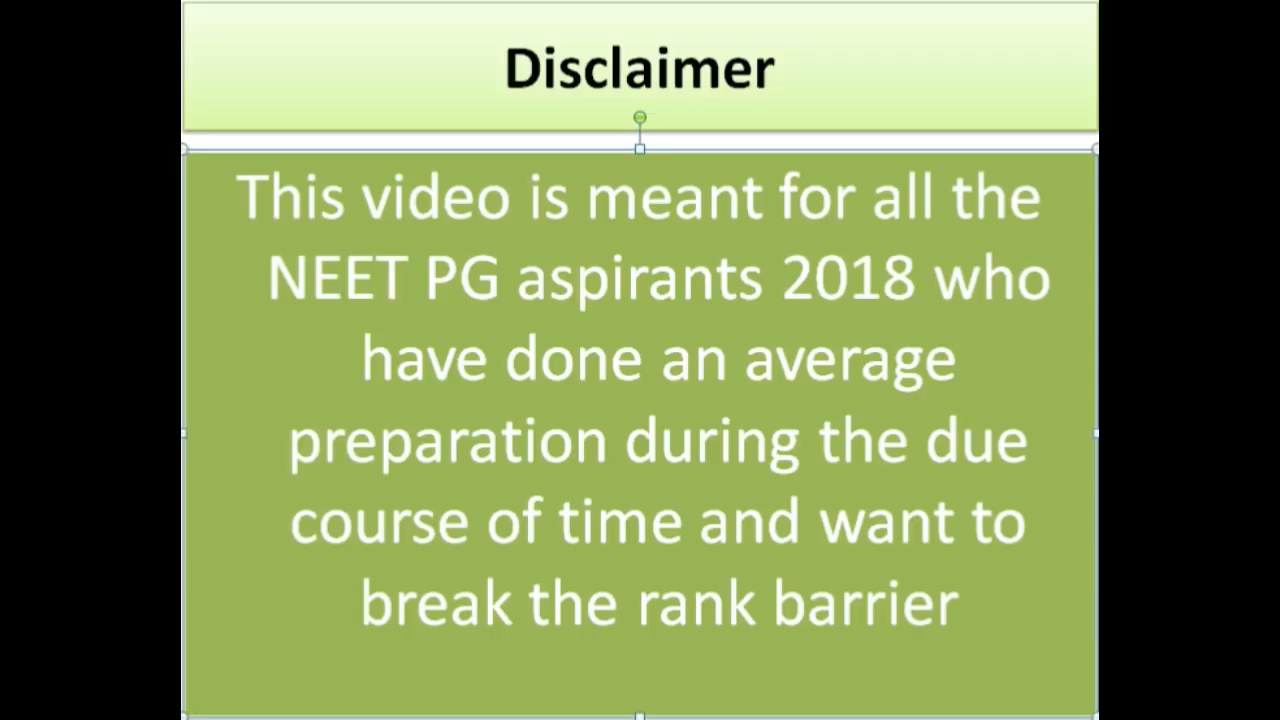 Disclaimer
This video is meant for all the
NEET PG aspirants 2018 who
have done an average
preparation during the due
course of time and want to
break the rank barrier